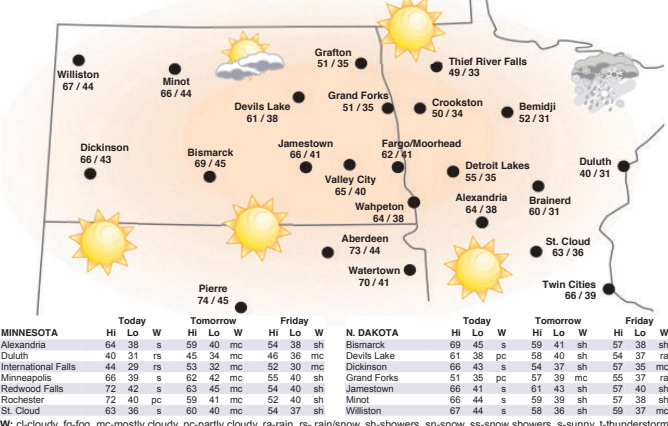 Grafton
51 / 35
Thief River Falls
49 / 33
Williston
67 / 44
Minot
66 / 44
Devils Lake
61 / 38
Grand Forks
51 / 35
Crookston
50 / 34
Bemidji
52 / 31
Dickinson
66 / 43
Bismarck
69 / 45
Jamestown
66 / 41
Fargo/Moorhead
62 / 41
Valley City
65 / 40
Detroit Lakes
55 / 35
Duluth
40 / 31
Wahpeton
64 / 38
Alexandria
64 / 38
Brainerd
60 / 31
Aberdeen
73 / 44
St. Cloud
63 / 36
Watertown
70 / 41
Twin Cities
66 / 39
Pierre
74 / 45
Today Tomorrow Friday
MINNESOTA Hi Lo W Hi Lo W Hi Lo W
Alexandria 64 38 s 59 40 mc 54 38 sh
Duluth 40 31 rs 45 34 mc 46 36 mc
International Falls 44 29 rs 53 32 mc 52 30 mc
Minneapolis 66 39 s 62 42 mc 55 40 sh
Redwood Falls 72 42 s 63 45 mc 54 40 sh
Rochester 72 40 pc 59 41 mc 52 40 sh
St. Cloud 63 36 s 60 40 mc 54 37 sh
Today Tomorrow Friday
N. DAKOTA Hi Lo W Hi Lo W Hi Lo W
Bismarck 69 45 s 59 41 sh 57 38 sh
Devils Lake 61 38 pc 58 40 sh 54 37 ra
Dickinson 66 43 s 54 37 sh 57 35 mc
Grand Forks 51 35 pc 57 39 mc 55 37 ra
Jamestown 66 41 s 61 43 sh 57 40 sh
Minot 66 44 s 59 39 sh 57 38 sh
Williston 67 44 s 58 36 sh 59 37 mc
W: cl-cloudy, fg-fog, mc-mostly cloudy, pc-partly cloudy, ra-rain, rs- rain/snow, sh-showers, sn-snow, ss-snow showers, s-sunny, t-thunderstorm